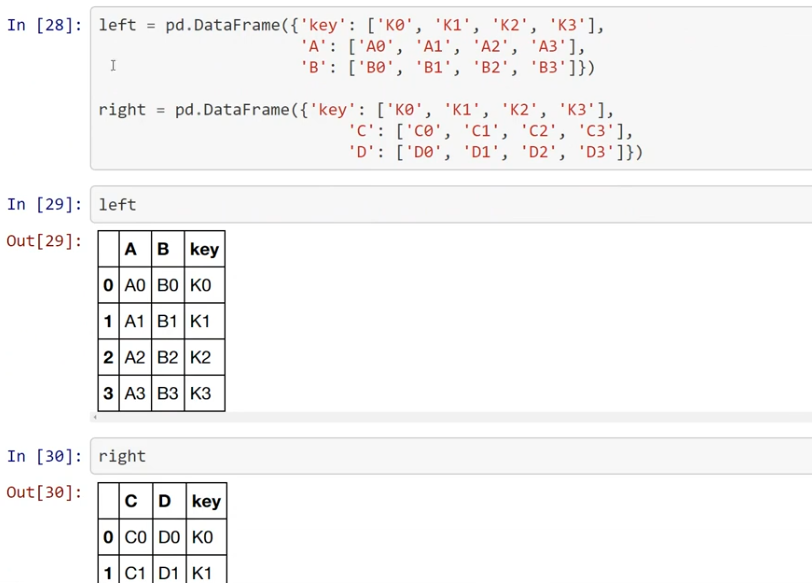 In [28]: left = pd.DataFrame({'key': ['K0', 'K1', 'K2', 'K3'],
'A': ['A0', 'A1', 'A2', 'A3'],
'B': ['B0', 'B1', 'B2', 'B3']})
right = pd.DataFrame({'key': ['K0', 'K1', 'K2', 'K3'],
'C': ['C0', 'C1', 'C2', 'C3'],
'D': ['D0', 'D1', 'D2', 'D3']})
In [29]: left
Out[29]:
A B key
0 A0 B0 K0
1 A1 B1 K1
2 A2 B2 K2
3 A3 B3 K3
In [30]: right
Out[30]:
C D key
0 C0 D0 K0
1 C1 D1 K1